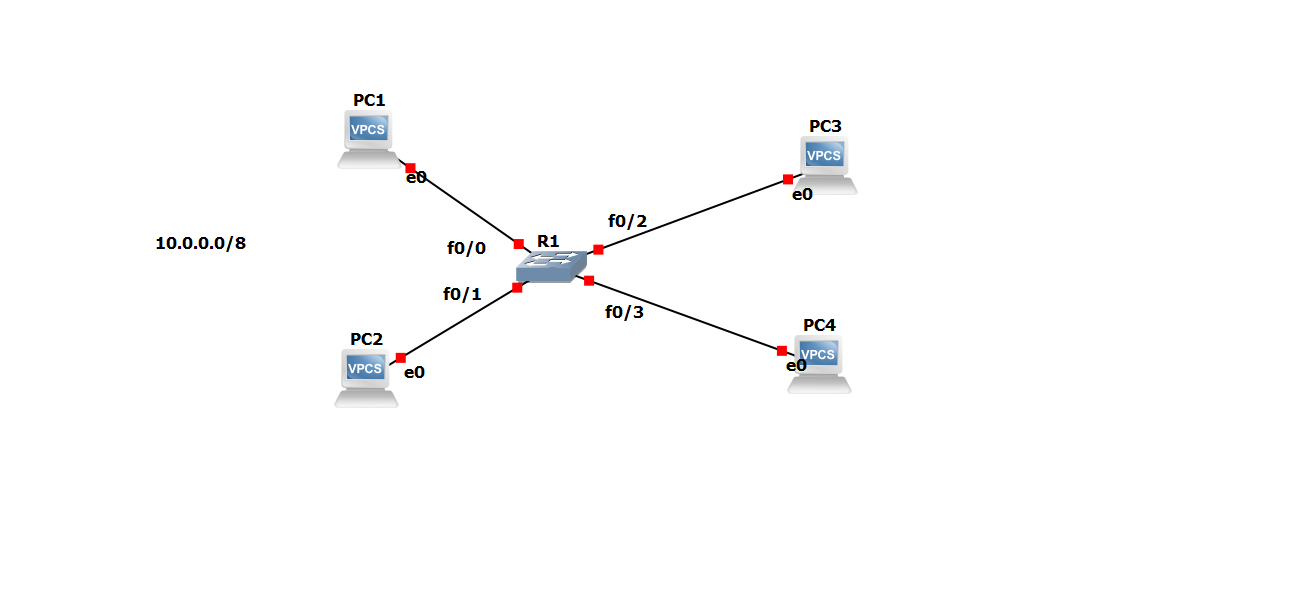 PC1
VPCS
e0
PC3
VPCS
e0
10.0.0.0/8
f0/0
R1
f0/2
f0/1
f0/3
PC2
VPCS
e0
PC4
VPCS
e0